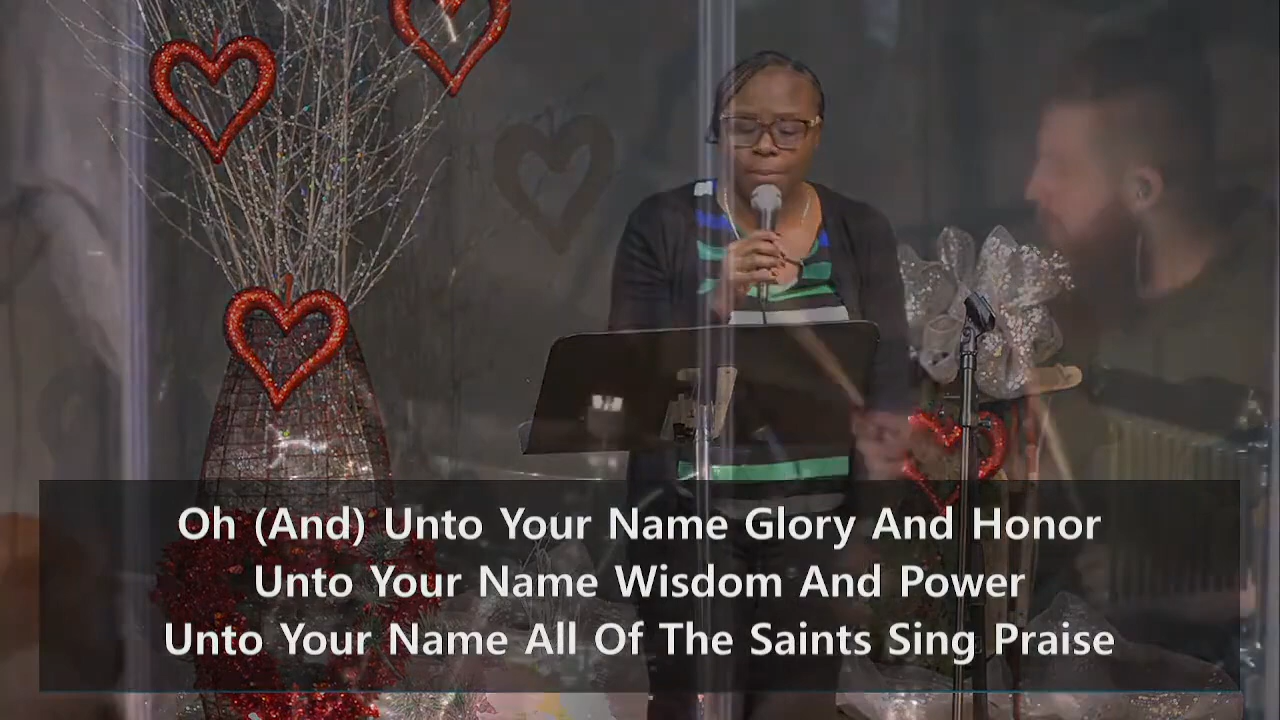 Oh (And) Unto Your Name Glory And Honor
Unto Your Name Wisdom And Power
Unto Your Name All Of The Saints Sing Praise